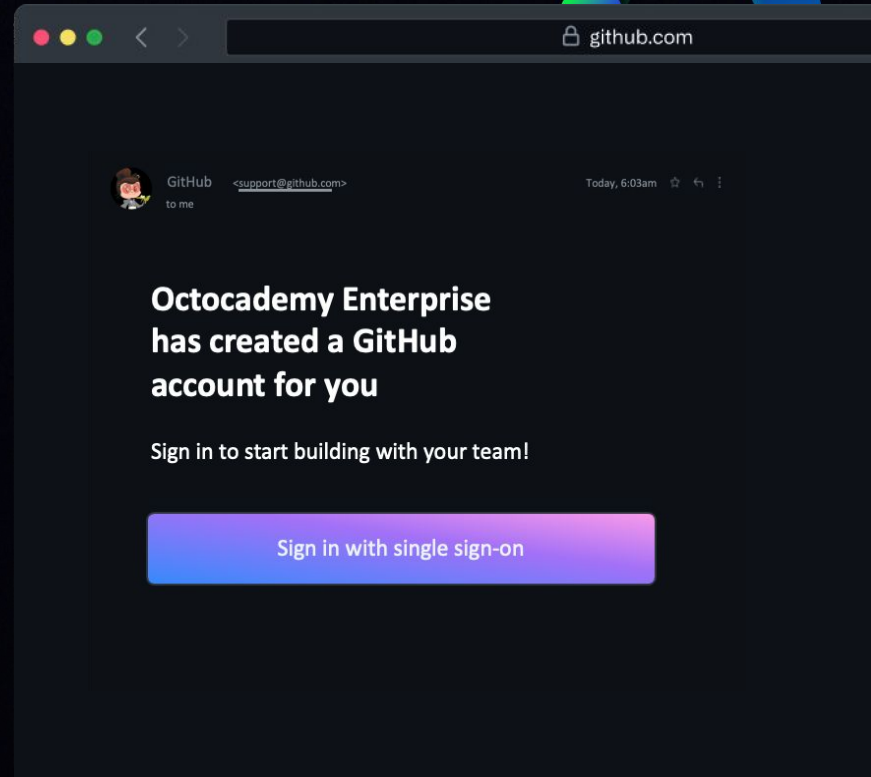 github.com
GitHub <support@github.com> Today, 6:03am
to me
Octocademy Enterprise
has created a GitHub
account for you
Sign in to start building with your team!
Sign in with single sign-on